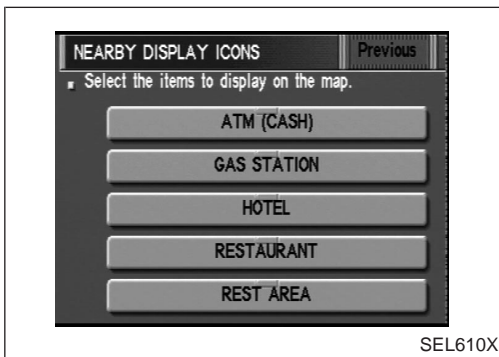 NEARBY DISPLAY ICONS Previous
Select the items to display on the map.
ATM (CASH)
GAS STATION
HOTEL
RESTAURANT
REST AREA
SEL610X